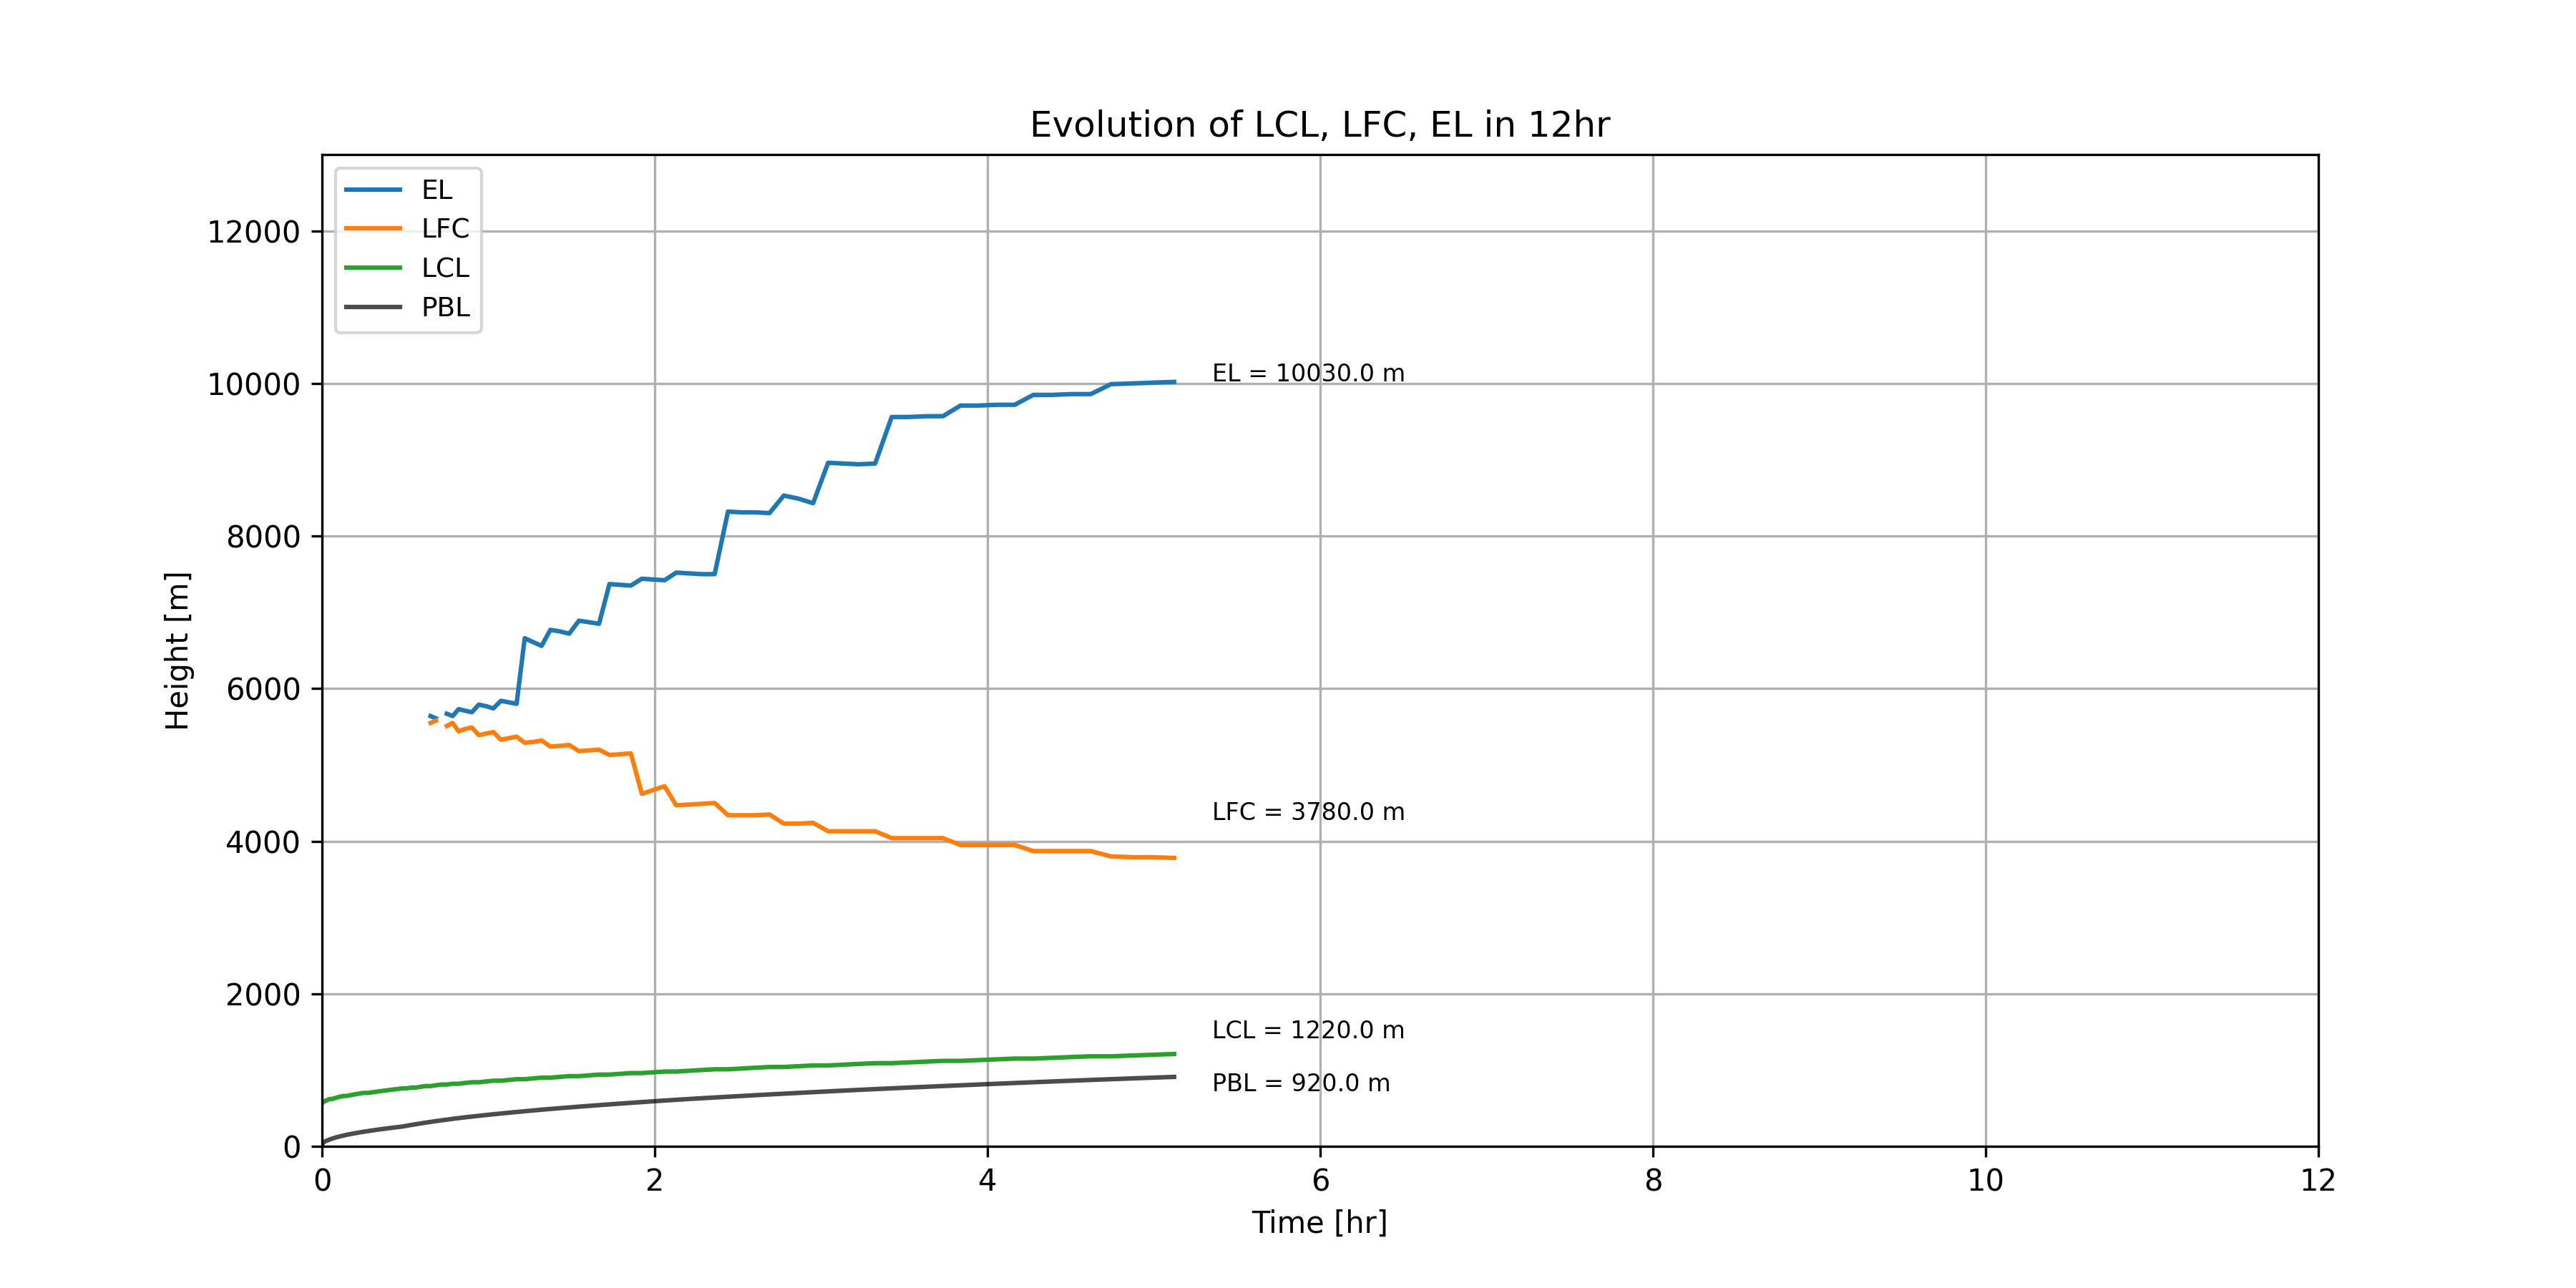 Evolution of LCL, LFC, EL in 12hr
EL
LFC
LCL
PBL
12000
10000
8000
6000
4000
2000
0
Height [m]
EL = 10030.0 m
LFC = 3780.0 m
LCL = 1220.0 m
PBL = 920.0 m
0 2 4 6 8 10 12
Time [hr]